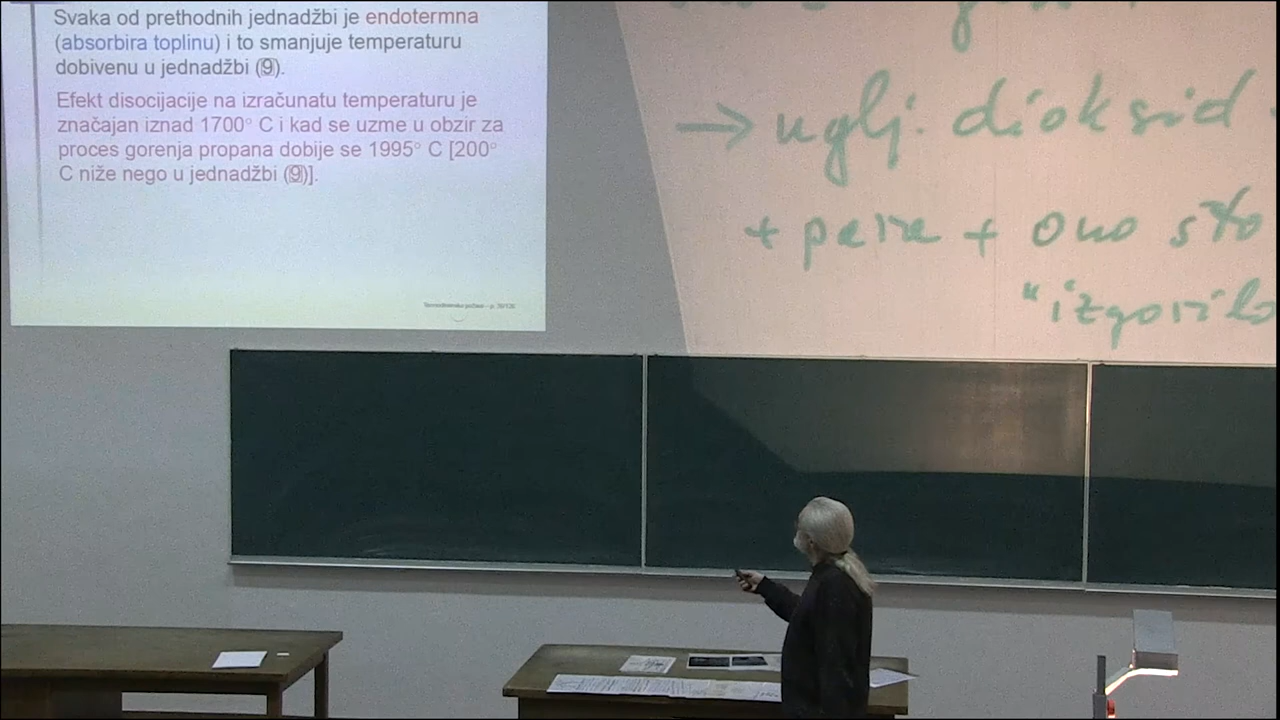 Svaka od prethodnih jednadžbi je endotermna
(absorbira toplinu) i to smanjuje temperaturu
dobivenu u jednadžbi (9).
Efekt disocijacije na izračunatu temperaturu je
značajan iznad 1700° C i kad se uzme u obzir za
proces gorenja propana dobije se 1995° C [200°
C niže nego u jednadžbi (9)].
→ uglj. dioksid
+ pare + ono što
"izgorilo